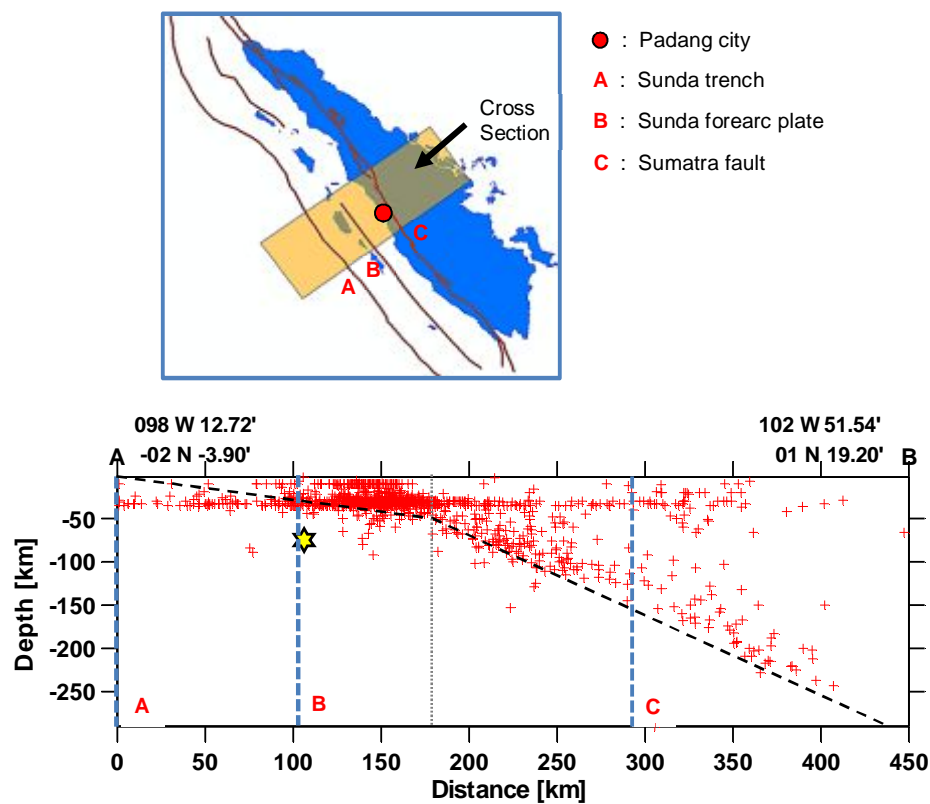 : Padang city
A : Sunda trench
B : Sunda forearc plate
C : Sumatra fault
Cross
Section
C
B
A
098 W 12.72'
-02 N -3.90'
102 W 51.54'
01 N 19.20'
A
B
-50
-100
-150
-200
-250
Depth [km]
A
B
C
0
50
100
150
200
250
300
350
400
450
Distance [km]